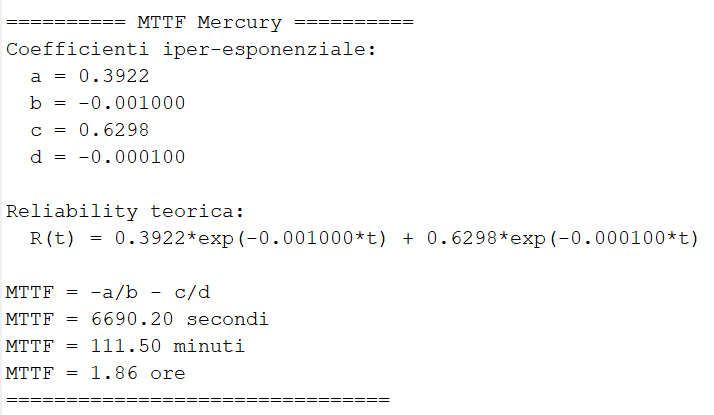 ========== MTTF Mercury ==========
Coefficienti iper-esponenziale:
  a = 0.3922
  b = -0.001000
  c = 0.6298
  d = -0.000100

Reliability teorica:
  R(t) = 0.3922*exp(-0.001000*t) + 0.6298*exp(-0.000100*t)

MTTF = -a/b - c/d
MTTF = 6690.20 secondi
MTTF = 111.50 minuti
MTTF = 1.86 ore
================================